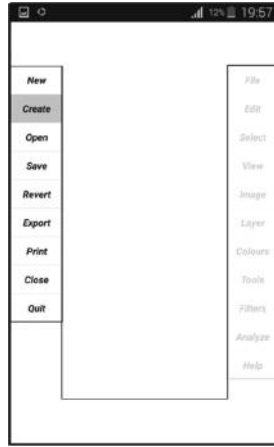 12% 19:57
New
Create
Open
Save
Revert
Export
Print
Close
Quit
File
Edit
Select
View
Image
Layer
Colours
Tools
Filters
Analyze
Help